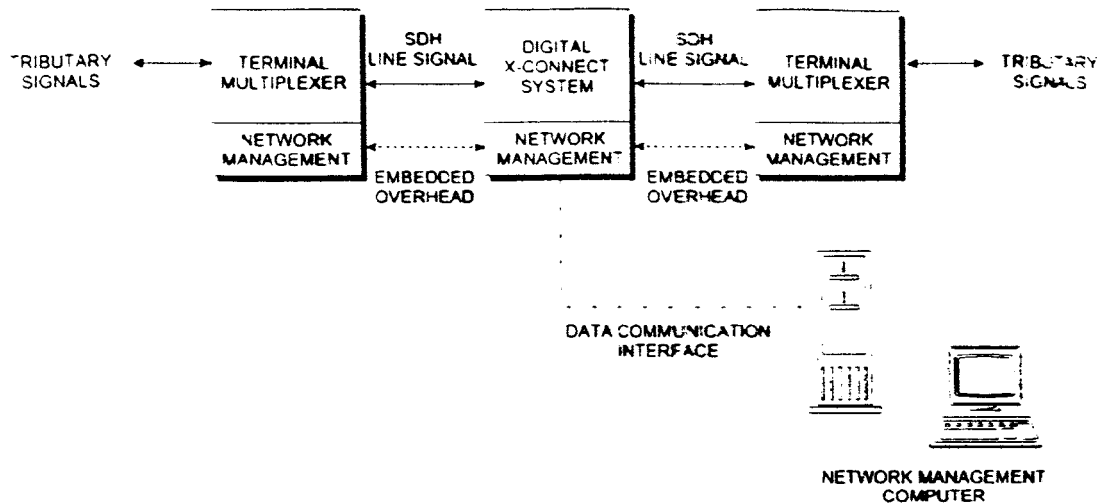 TRIBUTARY
SIGNALS
TERMINAL
MULTIPLEXER
NETWORK
MANAGEMENT
SDH
LINE SIGNAL
EMBEDDED
OVERHEAD
DIGITAL
X-CONNECT
SYSTEM
NETWORK
MANAGEMENT
SDH
LINE SIGNAL
EMBEDDED
OVERHEAD
TERMINAL
MULTIPLEXER
NETWORK
MANAGEMENT
TRIBUTARY
SIGNALS
DATA COMMUNICATION
INTERFACE
NETWORK MANAGEMENT
COMPUTER